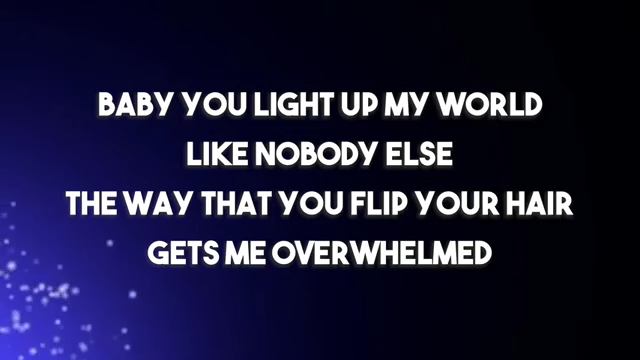 BABY YOU LIGHT UP MY WORLD
LIKE NOBODY ELSE
THE WAY THAT YOU FLIP YOUR HAIR
GETS ME OVERWHELMED